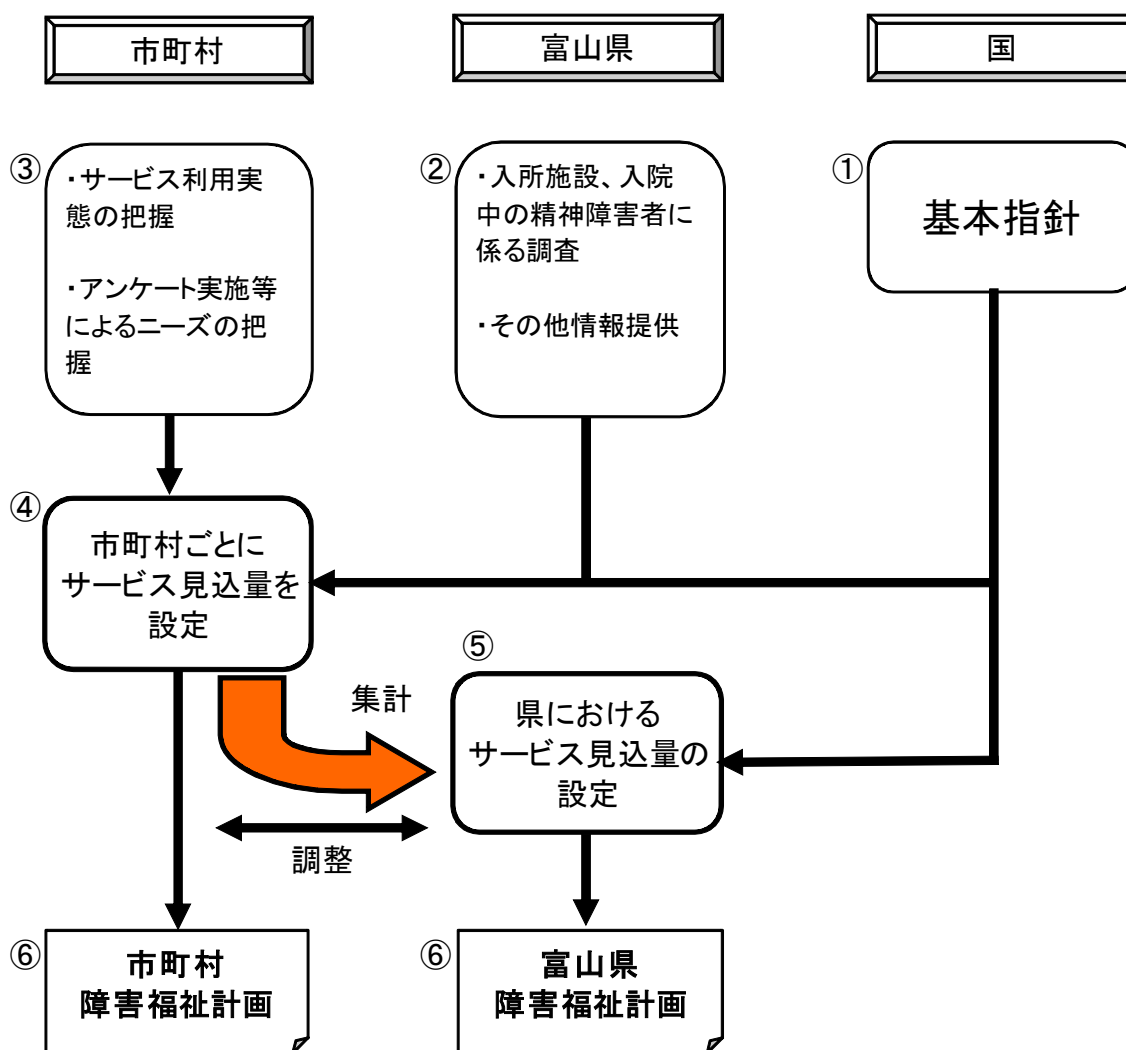 市町村
富山県
国
③
・サービス利用実
態の把握
・アンケート実施等
によるニーズの把
握
②
・入所施設、入院
中の精神障害者に
係る調査
・その他情報提供
①
基本指針
④
市町村ごとに
サービス見込量を
設定
⑤
県における
サービス見込量の
設定
集計
調整
⑥
市町村
障害福祉計画
⑥
富山県
障害福祉計画